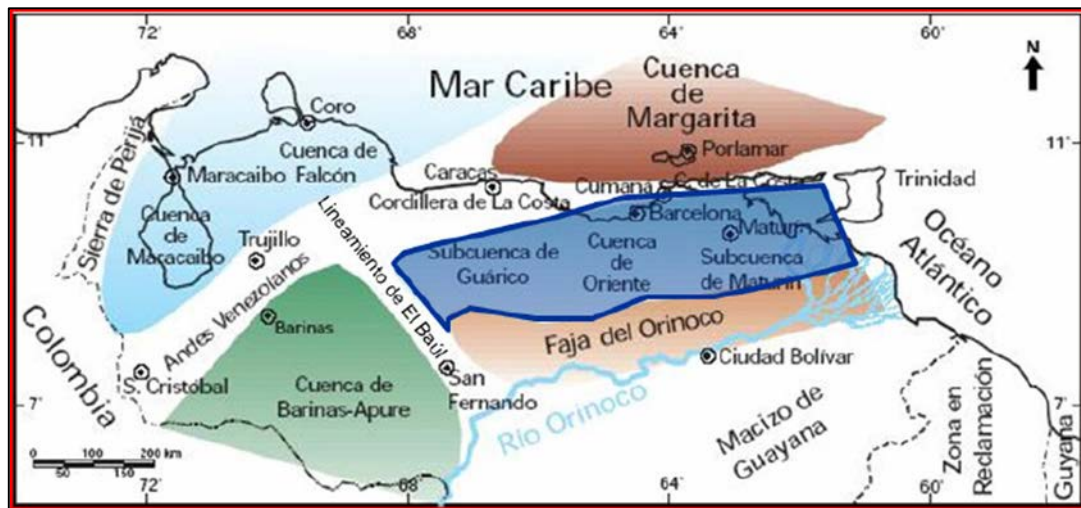 72˚
68˚
64˚
60˚
N
Mar Caribe
Cuenca
de
Margarita
Porlamar
Coro
11˚
11˚
Sierra de Perijá
Maracaibo
Cuenca de
Falcón
Caracas
Cordillera de La Costa
Cumaná
C. de La Costa
Trinidad
Cuenca
de
Maracaibo
Trujillo
Lineamiento de El Baúl
Barcelona
Maturín
Subcuenca de
Guárico
Cuenca
de
Oriente
Subcuenca
de Maturín
Océano
Atlántico
Andes Venezolanos
Barinas
Faja del Orinoco
Colombia
S. Cristóbal
San
Fernando
Ciudad Bolívar
Cuenca de
Barinas-Apure
7˚
7˚
Río Orinoco
Macizo de
Guayana
Zona en
Reclamación
Guyana
0 100 200 km
50 150
72˚
68˚
64˚
60˚